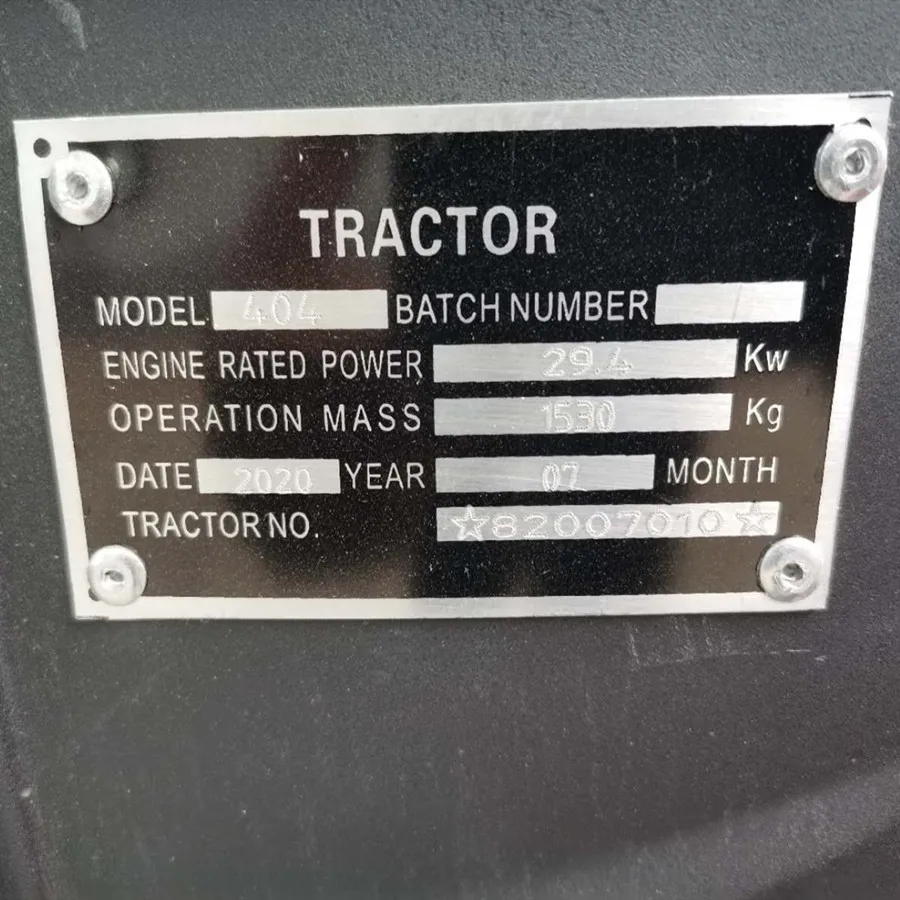 TRACTOR
MODEL 404 BATCH NUMBER
ENGINE RATED POWER 29.4 Kw
OPERATION MASS 1530 Kg
DATE 2020 YEAR 07 MONTH
TRACTOR NO. ☆82007010☆